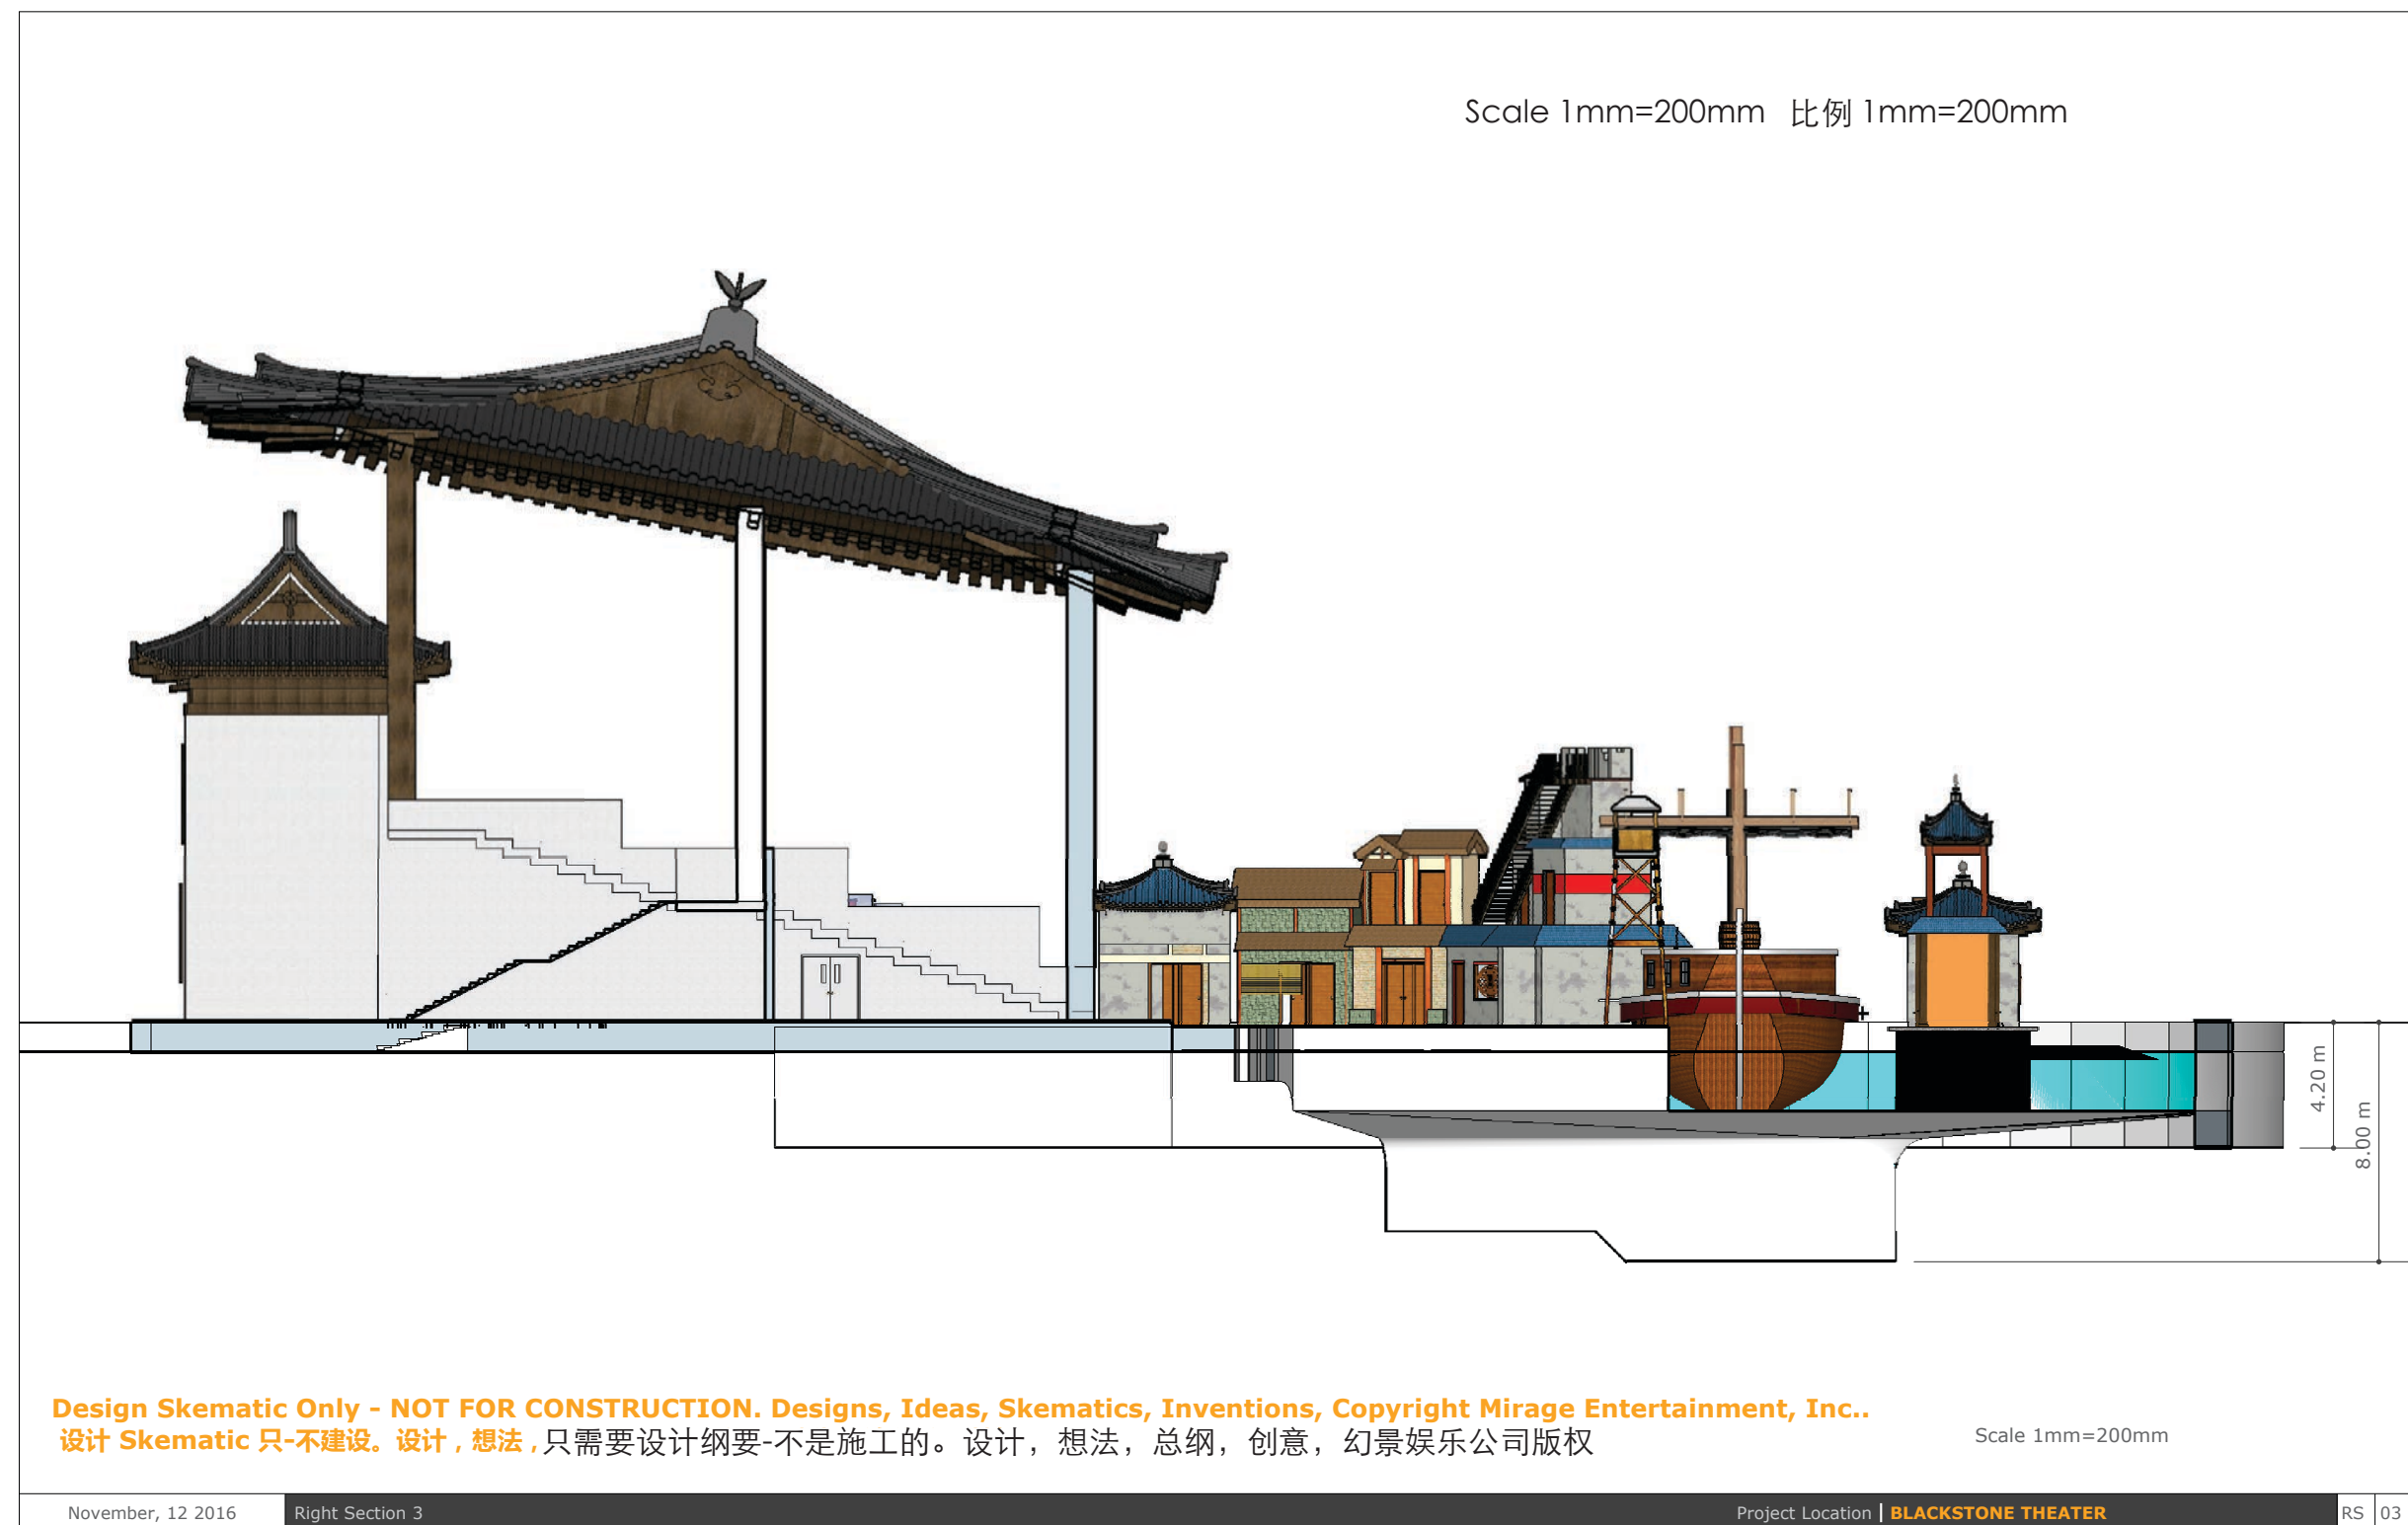 Scale 1mm=200mm 比例 1mm=200mm
4.20 m
8.00 m
Design Skematic Only - NOT FOR CONSTRUCTION. Designs, Ideas, Skematics, Inventions, Copyright Mirage Entertainment, Inc..
设计 Skematic 只-不建设。设计 , 想法 , 只需要设计纲要-不是施工的。设计，想法，总纲，创意，幻景娱乐公司版权
Scale 1mm=200mm
November, 12 2016
Right Section 3
Project Location | BLACKSTONE THEATER
RS 03